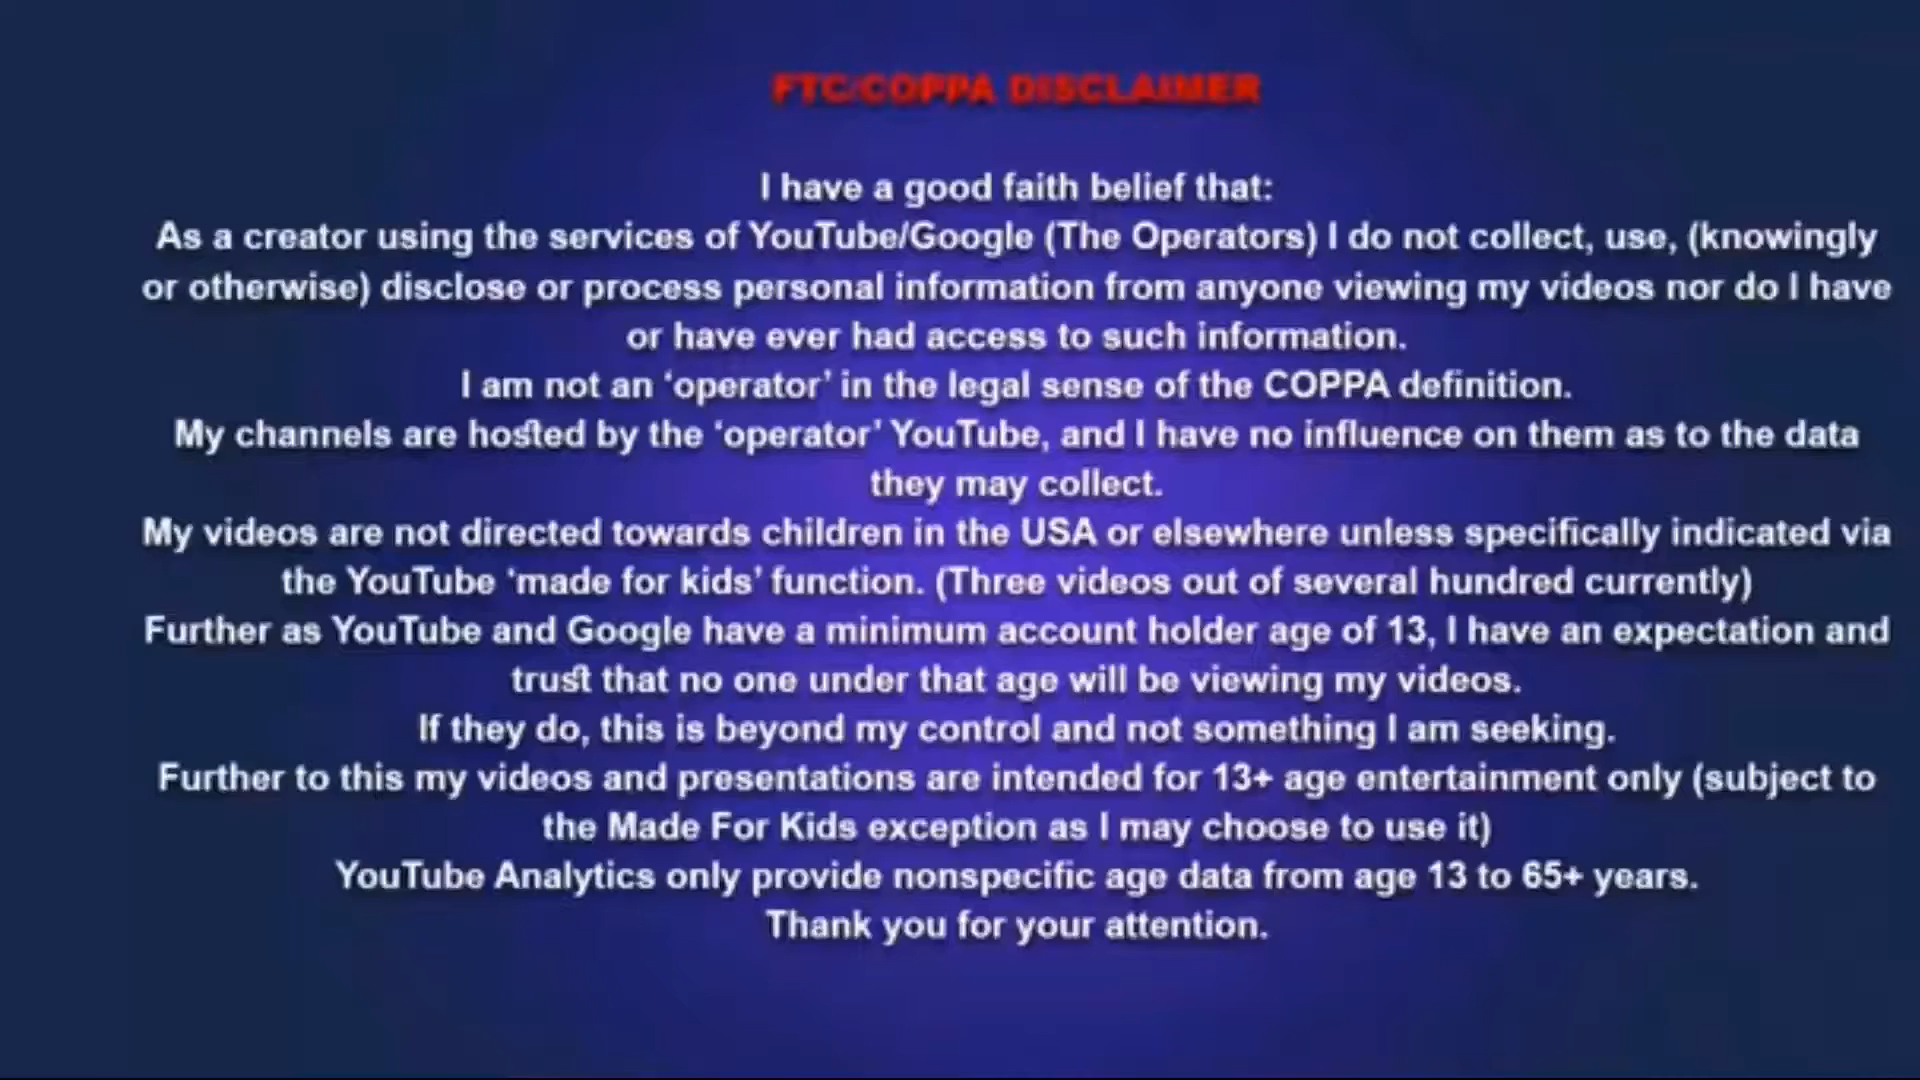 FTC/COPPA DISCLAIMER
I have a good faith belief that:
As a creator using the services of YouTube/Google (The Operators) I do not collect, use, (knowingly
or otherwise) disclose or process personal information from anyone viewing my videos nor do I have
or have ever had access to such information.
I am not an ‘operator’ in the legal sense of the COPPA definition.
My channels are hosted by the ‘operator’ YouTube, and I have no influence on them as to the data
they may collect.
My videos are not directed towards children in the USA or elsewhere unless specifically indicated via
the YouTube ‘made for kids’ function. (Three videos out of several hundred currently)
Further as YouTube and Google have a minimum account holder age of 13, I have an expectation and
trust that no one under that age will be viewing my videos.
If they do, this is beyond my control and not something I am seeking.
Further to this my videos and presentations are intended for 13+ age entertainment only (subject to
the Made For Kids exception as I may choose to use it)
YouTube Analytics only provide nonspecific age data from age 13 to 65+ years.
Thank you for your attention.